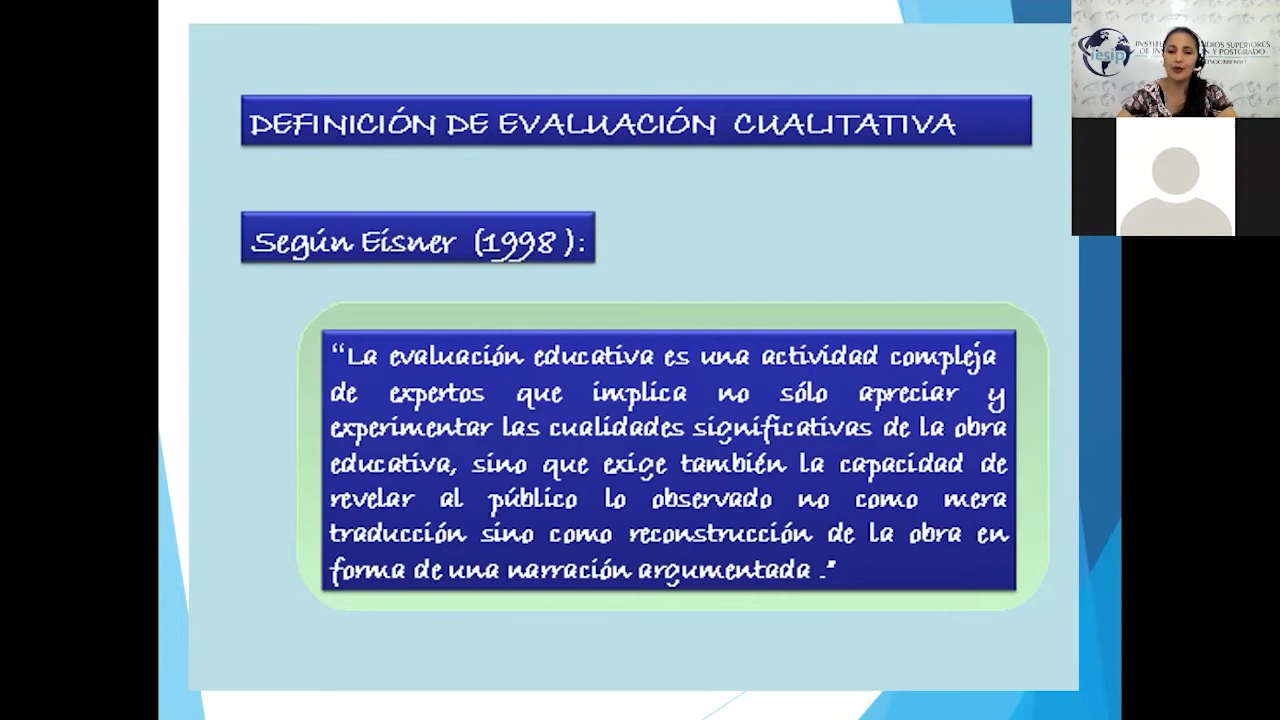 DEFINICIÓN DE EVALUACIÓN CUALITATIVA
Según Eisner (1998):
“La evaluación educativa es una actividad compleja
de expertos que implica no sólo apreciar y
experimentar las cualidades significativas de la obra
educativa, sino que exige también la capacidad de
revelar al público lo observado no como mera
traducción sino como reconstrucción de la obra en
forma de una narración argumentada .”
iesip